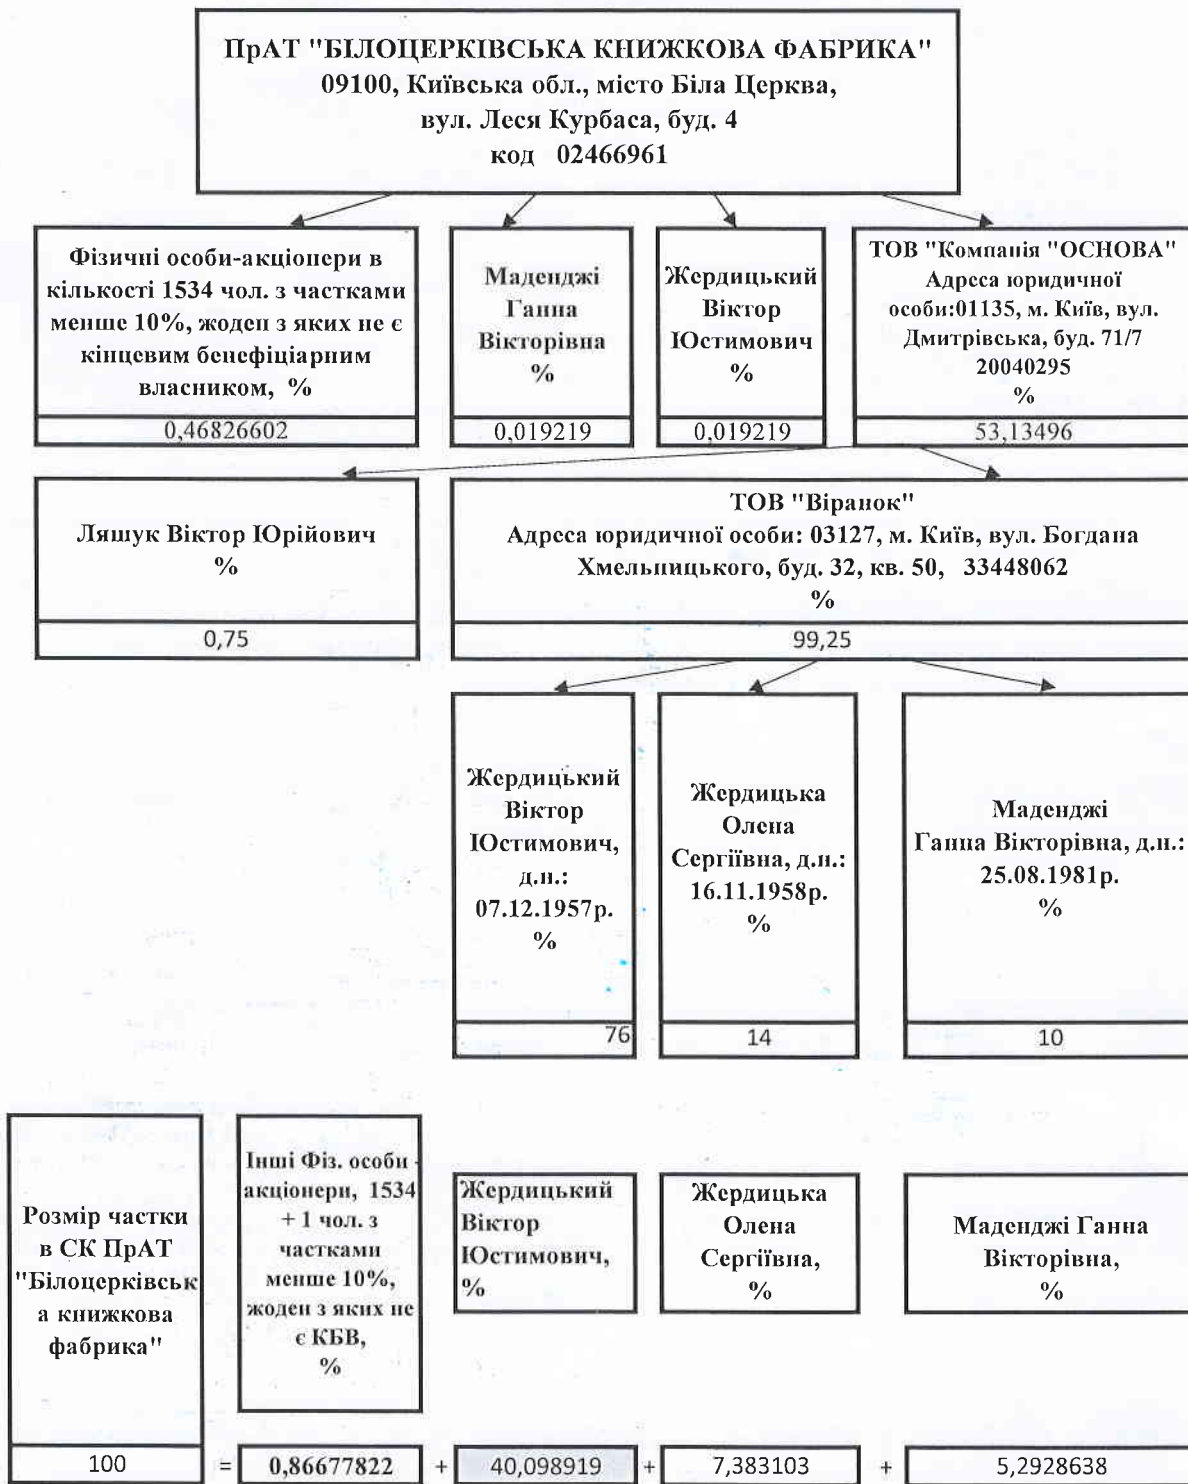 ПрАТ "БІЛОЦЕРКІВСЬКА КНИЖКОВА ФАБРИКА"
09100, Київська обл., місто Біла Церква,
вул. Леся Курбаса, буд. 4
код 02466961
Фізичні особи-акціонери в
кількості 1534 чол. з частками
менше 10%, жоден з яких не є
кінцевим бенефіціарним
власником, %
0,46826602
Маденджі
Ганна
Вікторівна
%
0,019219
Жердицький
Віктор
Юстимович
%
0,019219
ТОВ "Компанія "ОСНОВА"
Адреса юридичної
особи:01135, м. Київ, вул.
Дмитрівська, буд. 71/7
20040295
%
53,13496
Ляшук Віктор Юрійович
%
0,75
ТОВ "Віранок"
Адреса юридичної особи: 03127, м. Київ, вул. Богдана
Хмельницького, буд. 32, кв. 50, 33448062
%
99,25
Жердицький
Віктор
Юстимович,
д.н.:
07.12.1957р.
%
76
Жердицька
Олена
Сергіївна, д.н.:
16.11.1958р.
%
14
Маденджі
Ганна Вікторівна, д.н.:
25.08.1981р.
%
10
Розмір частки
в СК ПрАТ
"Білоцерківськ
а книжкова
фабрика"
100
=
Інші Фіз. особи -
акціонери, 1534
+ 1 чол. з
частками
менше 10%,
жоден з яких не
є КБВ,
%
0,86677822
+
Жердицький
Віктор
Юстимович,
%
40,098919
+
Жердицька
Олена
Сергіївна,
%
7,383103
+
Маденджі Ганна
Вікторівна,
%
5,2928638